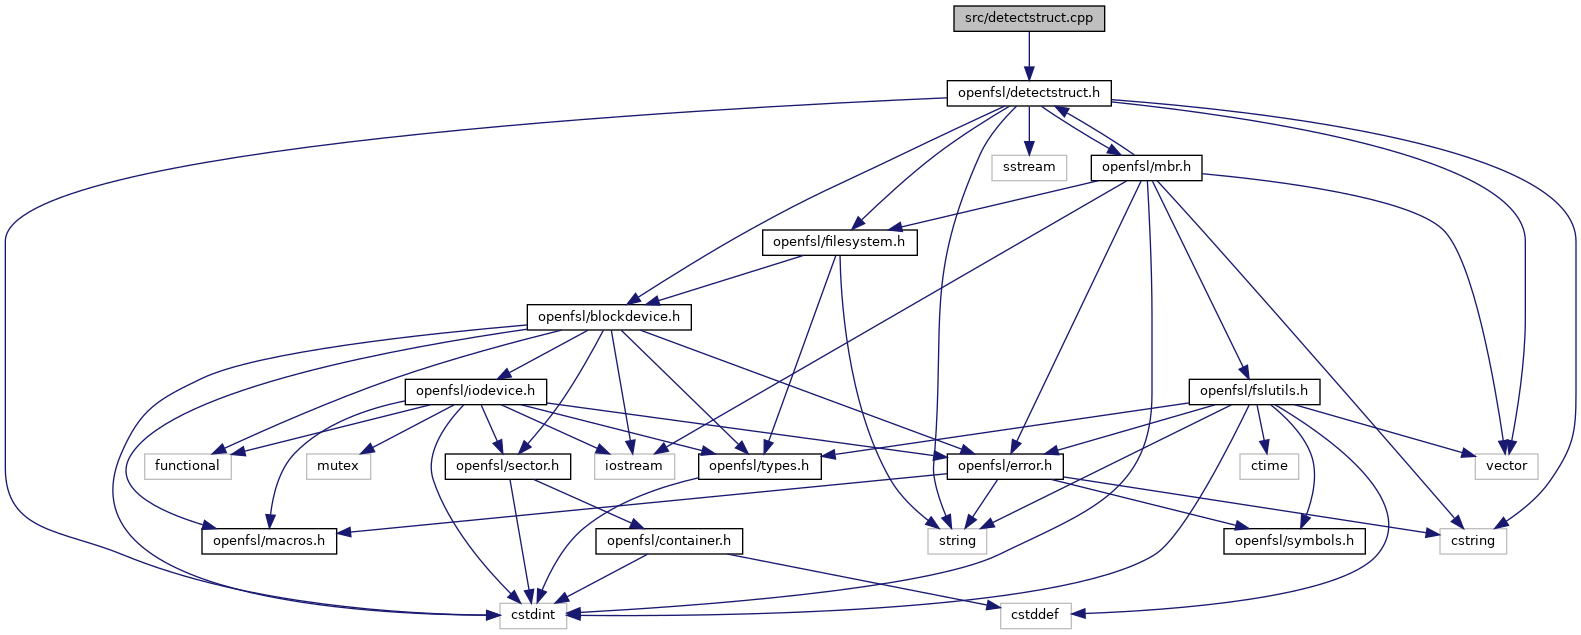 src/detectstruct.cpp
openfsl/detectstruct.h
sstream
openfsl/mbr.h
openfsl/filesystem.h
openfsl/blockdevice.h
openfsl/iodevice.h
openfsl/fslutils.h
functional
mutex
openfsl/sector.h
iostream
openfsl/types.h
openfsl/error.h
ctime
vector
openfsl/macros.h
openfsl/container.h
string
openfsl/symbols.h
cstring
cstdint
cstddef